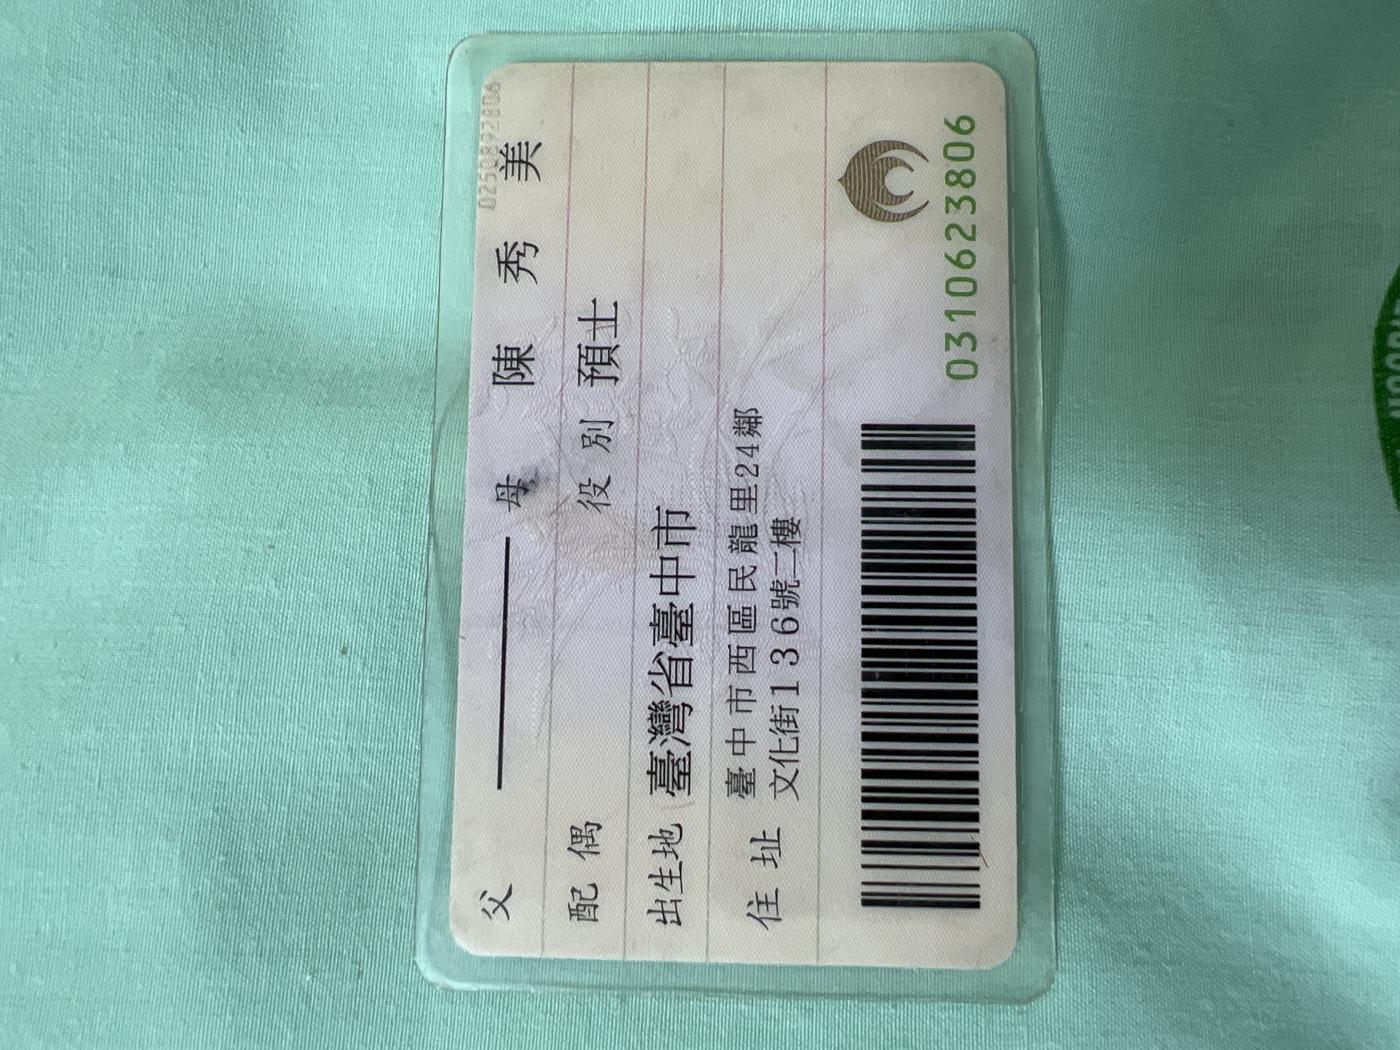 0250892806
父 母 陳秀美
配偶 役別 預士
出生地 臺灣省臺中市
住址 臺中市西區民龍里24鄰
文化街136號二樓
0310623806